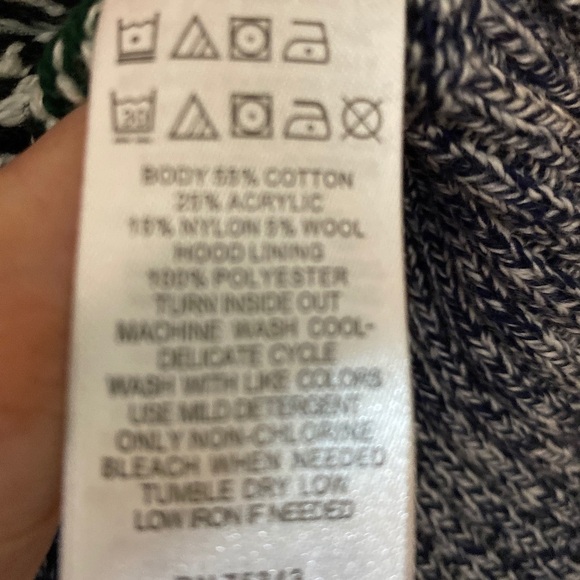 30
BODY 55% COTTON
25% ACRYLIC
15% NYLON 5% WOOL
HOOD LINING
100% POLYESTER
TURN INSIDE OUT
MACHINE WASH COOL-
DELICATE CYCLE
WASH WITH LIKE COLORS
USE MILD DETERGENT
ONLY NON-CHLORINE
BLEACH WHEN NEEDED
TUMBLE DRY LOW
LOW IRON IF NEEDED